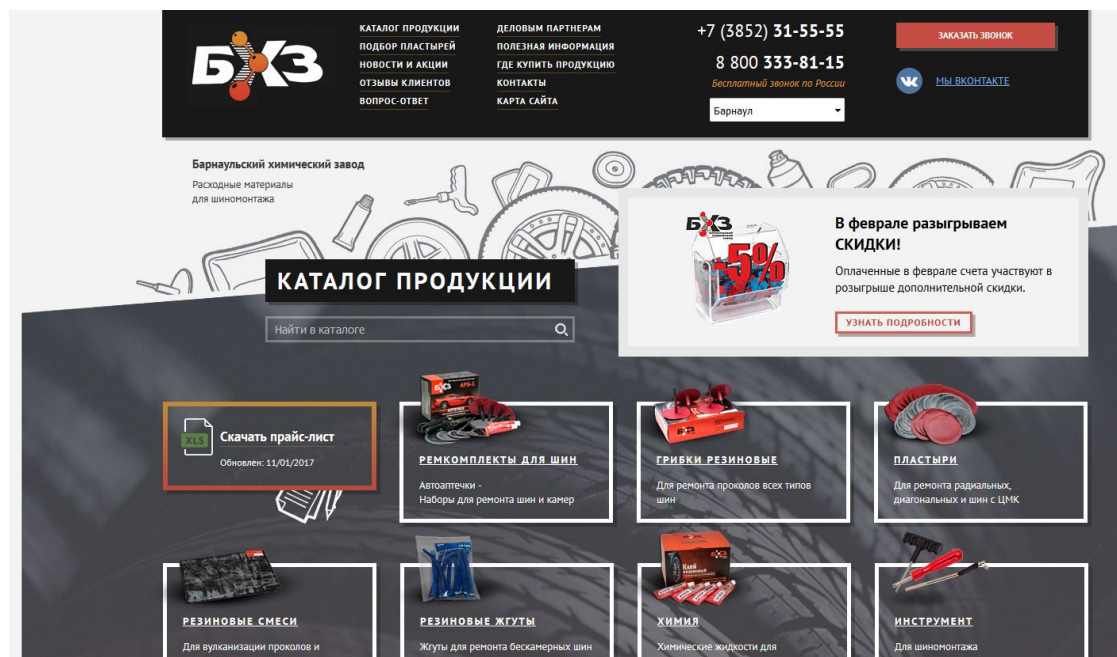 БХЗ
КАТАЛОГ ПРОДУКЦИИ
ПОДБОР ПЛАСТЫРЕЙ
НОВОСТИ И АКЦИИ
ОТЗЫВЫ КЛИЕНТОВ
ВОПРОС-ОТВЕТ
ДЕЛОВЫМ ПАРТНЕРАМ
ПОЛЕЗНАЯ ИНФОРМАЦИЯ
ГДЕ КУПИТЬ ПРОДУКЦИЮ
КОНТАКТЫ
КАРТА САЙТА
+7 (3852) 31-55-55
8 800 333-81-15
Бесплатный звонок по России
Барнаул
ЗАКАЗАТЬ ЗВОНОК
МЫ ВКОНТАКТЕ
Барнаульский химический завод
Расходные материалы
для шиномонтажа
БХЗ
-5%
В феврале разыгрываем
СКИДКИ!
Оплаченные в феврале счета участвуют в
розыгрыше дополнительной скидки.
УЗНАТЬ ПОДРОБНОСТИ
КАТАЛОГ ПРОДУКЦИИ
Найти в каталоге
XLS
Скачать прайс-лист
Обновлен: 11/01/2017
БХЗ
РЕМКОМПЛЕКТЫ ДЛЯ ШИН
Автоаптечки -
Наборы для ремонта шин и камер
БХЗ
ГРИБКИ РЕЗИНОВЫЕ
Для ремонта проколов всех типов
шин
ПЛАСТЫРИ
Для ремонта радиальных,
диагональных и шин с ЦМК
РЕЗИНОВЫЕ СМЕСИ
Для вулканизации проколов и
РЕЗИНОВЫЕ ЖГУТЫ
Жгуты для ремонта бескамерных шин
БХЗ
Клей
ХИМИЯ
Химические жидкости для
ИНСТРУМЕНТ
Для шиномонтажа